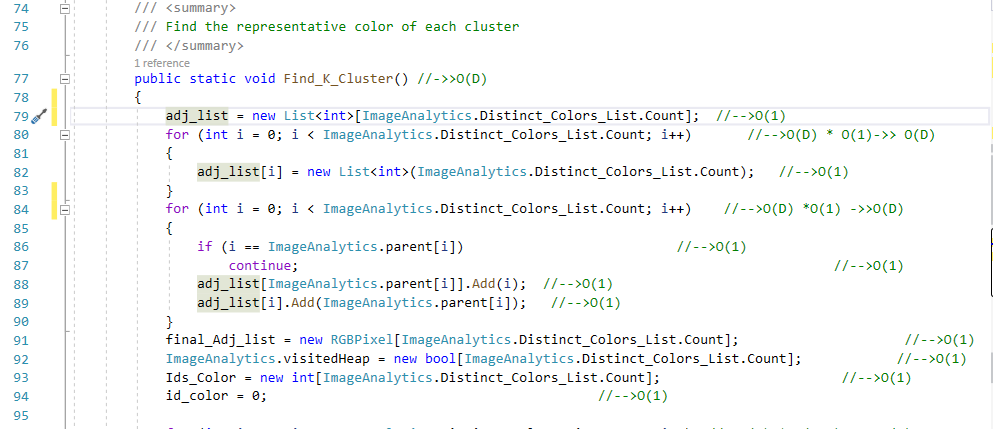 74 /// <summary>
75 /// Find the representative color of each cluster
76 /// </summary>
1 reference
77 public static void Find_K_Cluster() //->>O(D)
78 {
79 adj_list = new List<int>[ImageAnalytics.Distinct_Colors_List.Count]; //-->O(1)
80 for (int i = 0; i < ImageAnalytics.Distinct_Colors_List.Count; i++) //-->O(D) * O(1)->> O(D)
81 {
82 adj_list[i] = new List<int>(ImageAnalytics.Distinct_Colors_List.Count); //-->O(1)
83 }
84 for (int i = 0; i < ImageAnalytics.Distinct_Colors_List.Count; i++) //-->O(D) *O(1) ->>O(D)
85 {
86 if (i == ImageAnalytics.parent[i]) //-->O(1)
87 continue; //-->O(1)
88 adj_list[ImageAnalytics.parent[i]].Add(i); //-->O(1)
89 adj_list[i].Add(ImageAnalytics.parent[i]); //-->O(1)
90 }
91 final_Adj_list = new RGBPixel[ImageAnalytics.Distinct_Colors_List.Count]; //-->O(1)
92 ImageAnalytics.visitedHeap = new bool[ImageAnalytics.Distinct_Colors_List.Count]; //-->O(1)
93 Ids_Color = new int[ImageAnalytics.Distinct_Colors_List.Count]; //-->O(1)
94 id_color = 0; //-->O(1)
95